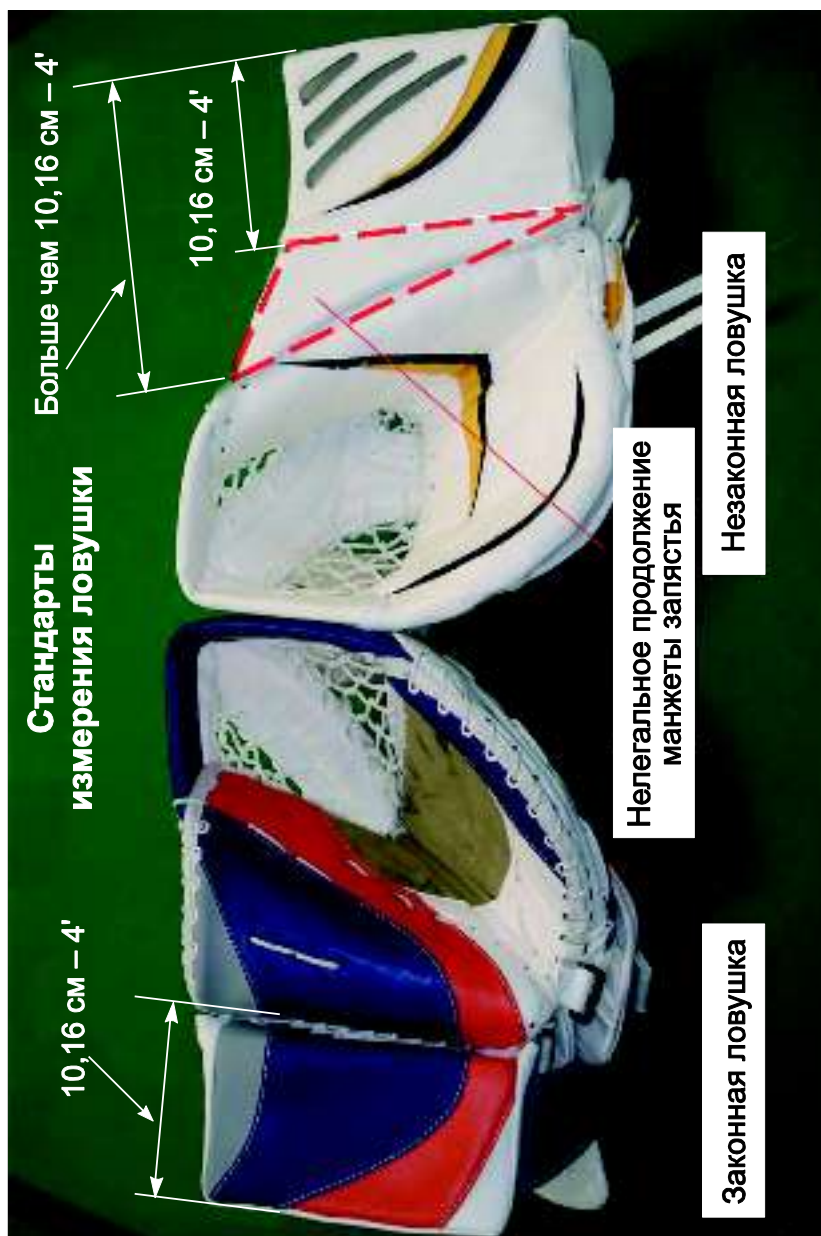 Стандарты
измерения ловушки
10,16 см – 4'
Больше чем 10,16 см – 4'
10,16 см – 4'
Нелегальное продолжение
манжеты запястья
Законная ловушка
Незаконная ловушка